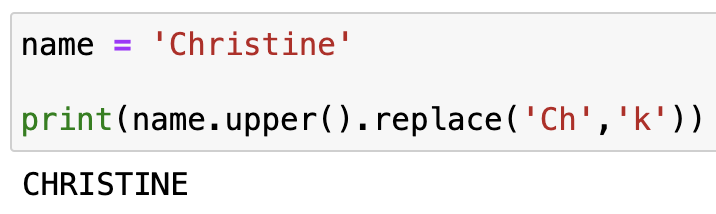 name = 'Christine'
print(name.upper().replace('Ch','k'))
CHRISTINE